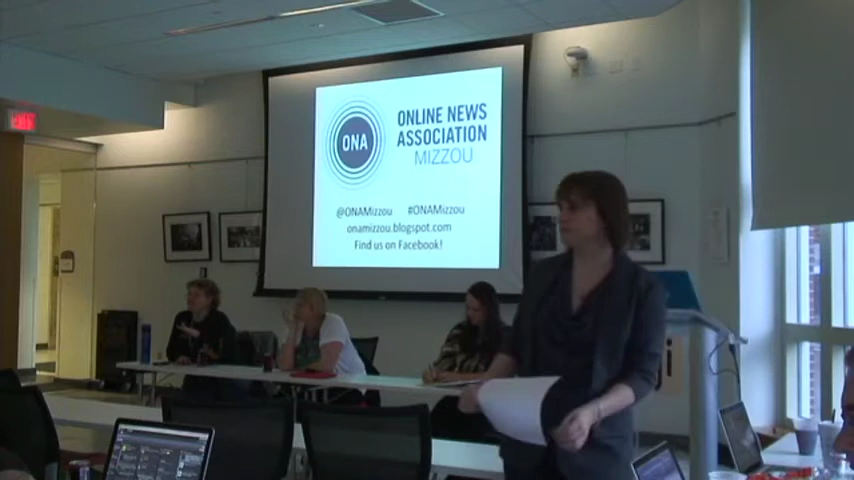 EXIT
ONA
ONLINE NEWS
ASSOCIATION
MIZZOU
@ONAMizzou #ONAMizzou
onamizzou.blogspot.com
Find us on Facebook!